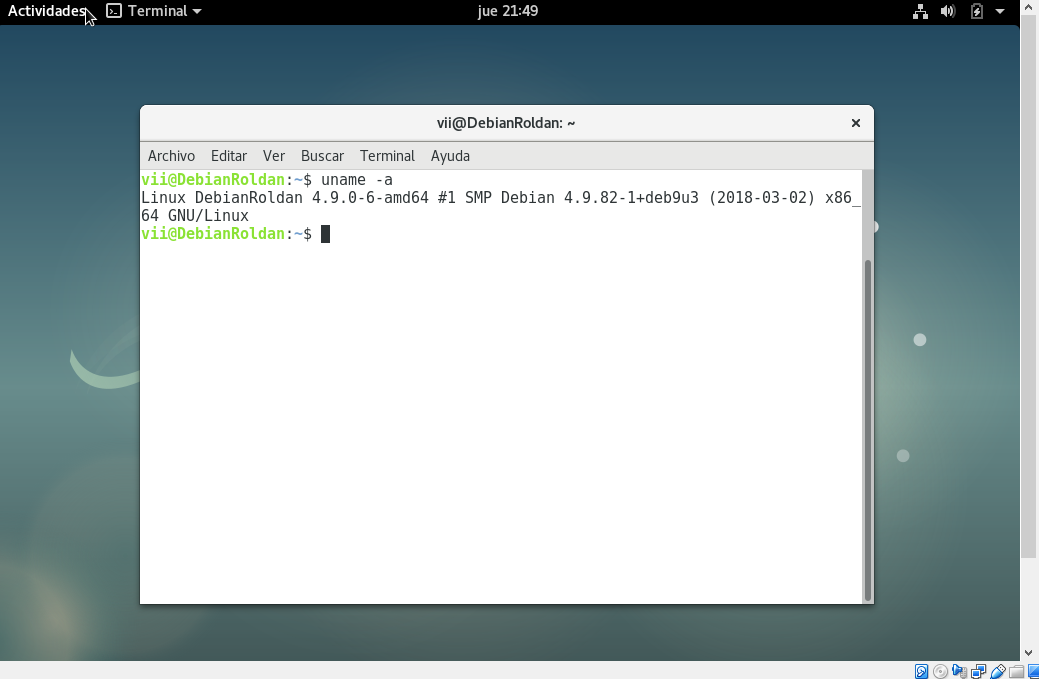 Actividades Terminal jue 21:49
vii@DebianRoldan: ~
Archivo Editar Ver Buscar Terminal Ayuda
vii@DebianRoldan:~$ uname -a
Linux DebianRoldan 4.9.0-6-amd64 #1 SMP Debian 4.9.82-1+deb9u3 (2018-03-02) x86_
64 GNU/Linux
vii@DebianRoldan:~$